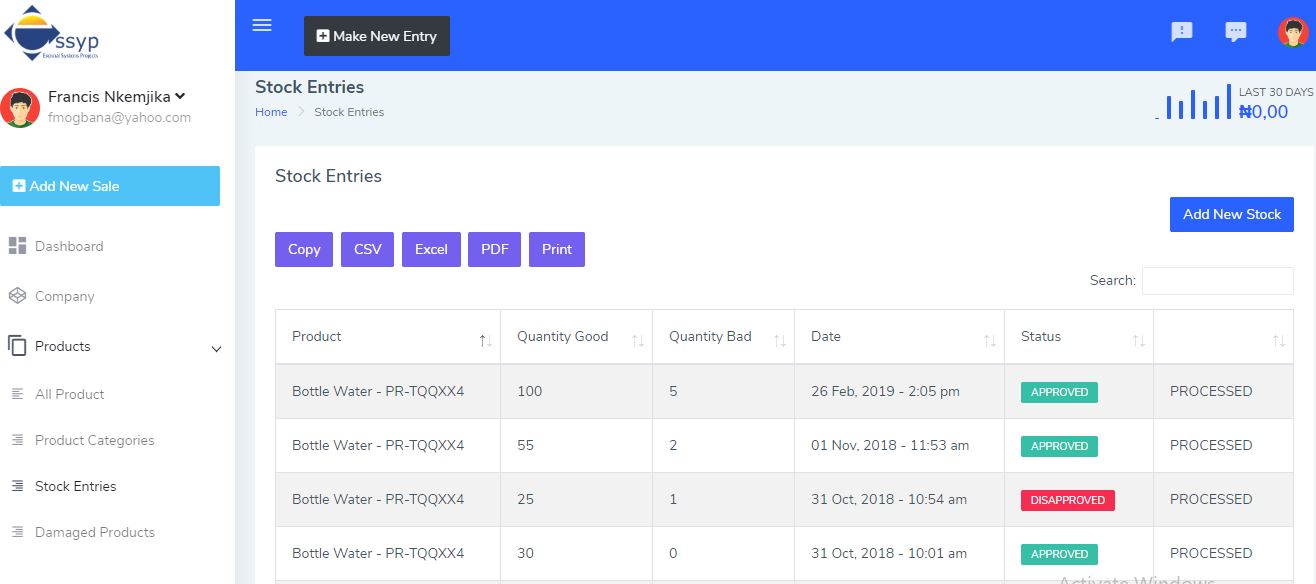 ssyp
Make New Entry
Francis Nkemjika
fmogbana@yahoo.com
Stock Entries
Home Stock Entries
LAST 30 DAYS
₦0,00
Add New Sale
Stock Entries
Add New Stock
Copy CSV Excel PDF Print
Search:
Dashboard
Company
Products
All Product
Product Categories
Stock Entries
Damaged Products
Product Quantity Good Quantity Bad Date Status
Bottle Water - PR-TQQXX4 100 5 26 Feb, 2019 - 2:05 pm APPROVED PROCESSED
Bottle Water - PR-TQQXX4 55 2 01 Nov, 2018 - 11:53 am APPROVED PROCESSED
Bottle Water - PR-TQQXX4 25 1 31 Oct, 2018 - 10:54 am DISAPPROVED PROCESSED
Bottle Water - PR-TQQXX4 30 0 31 Oct, 2018 - 10:01 am APPROVED PROCESSED
Activate Windows